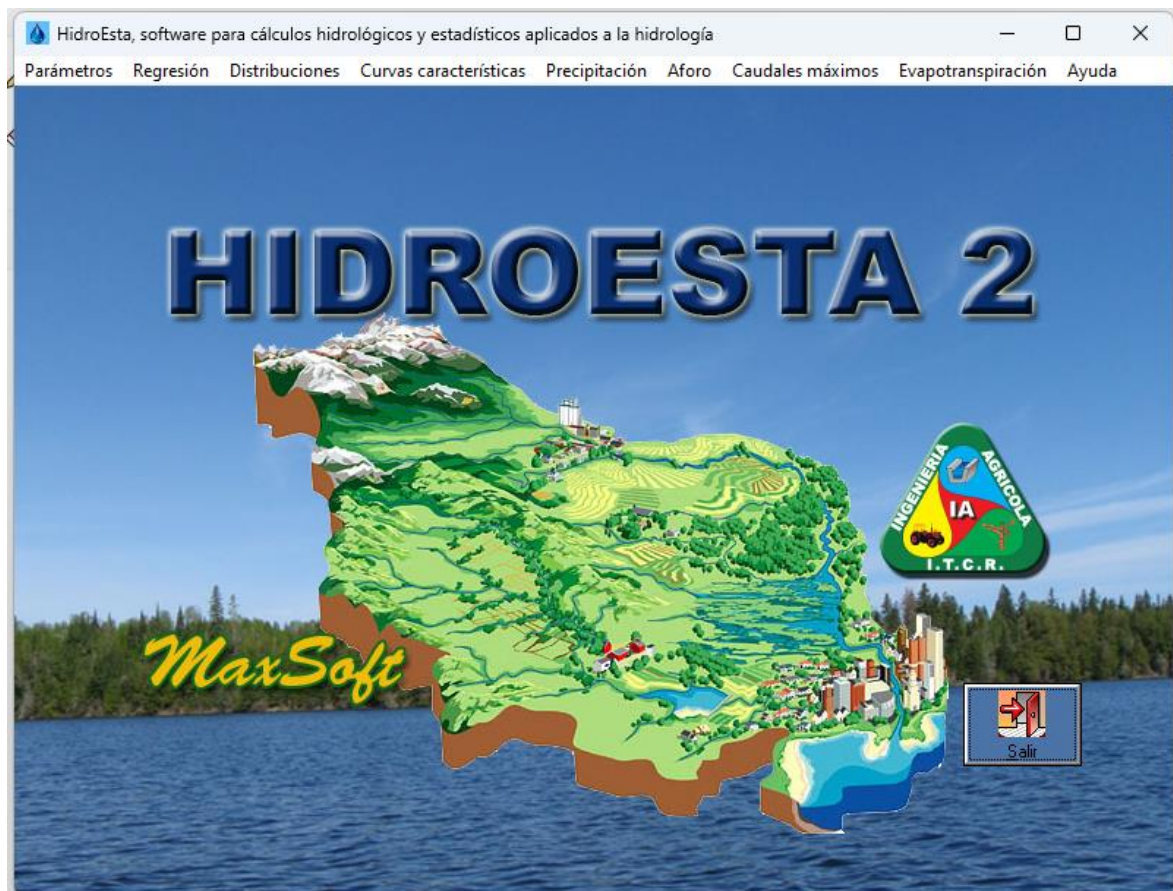 HidroEsta, software para cálculos hidrológicos y estadísticos aplicados a la hidrología
Parámetros Regresión Distribuciones Curvas características Precipitación Aforo Caudales máximos Evapotranspiración Ayuda
HIDROESTA 2
INGENIERIA AGRICOLA
IA
I.T.C.R.
MaxSoft
Salir